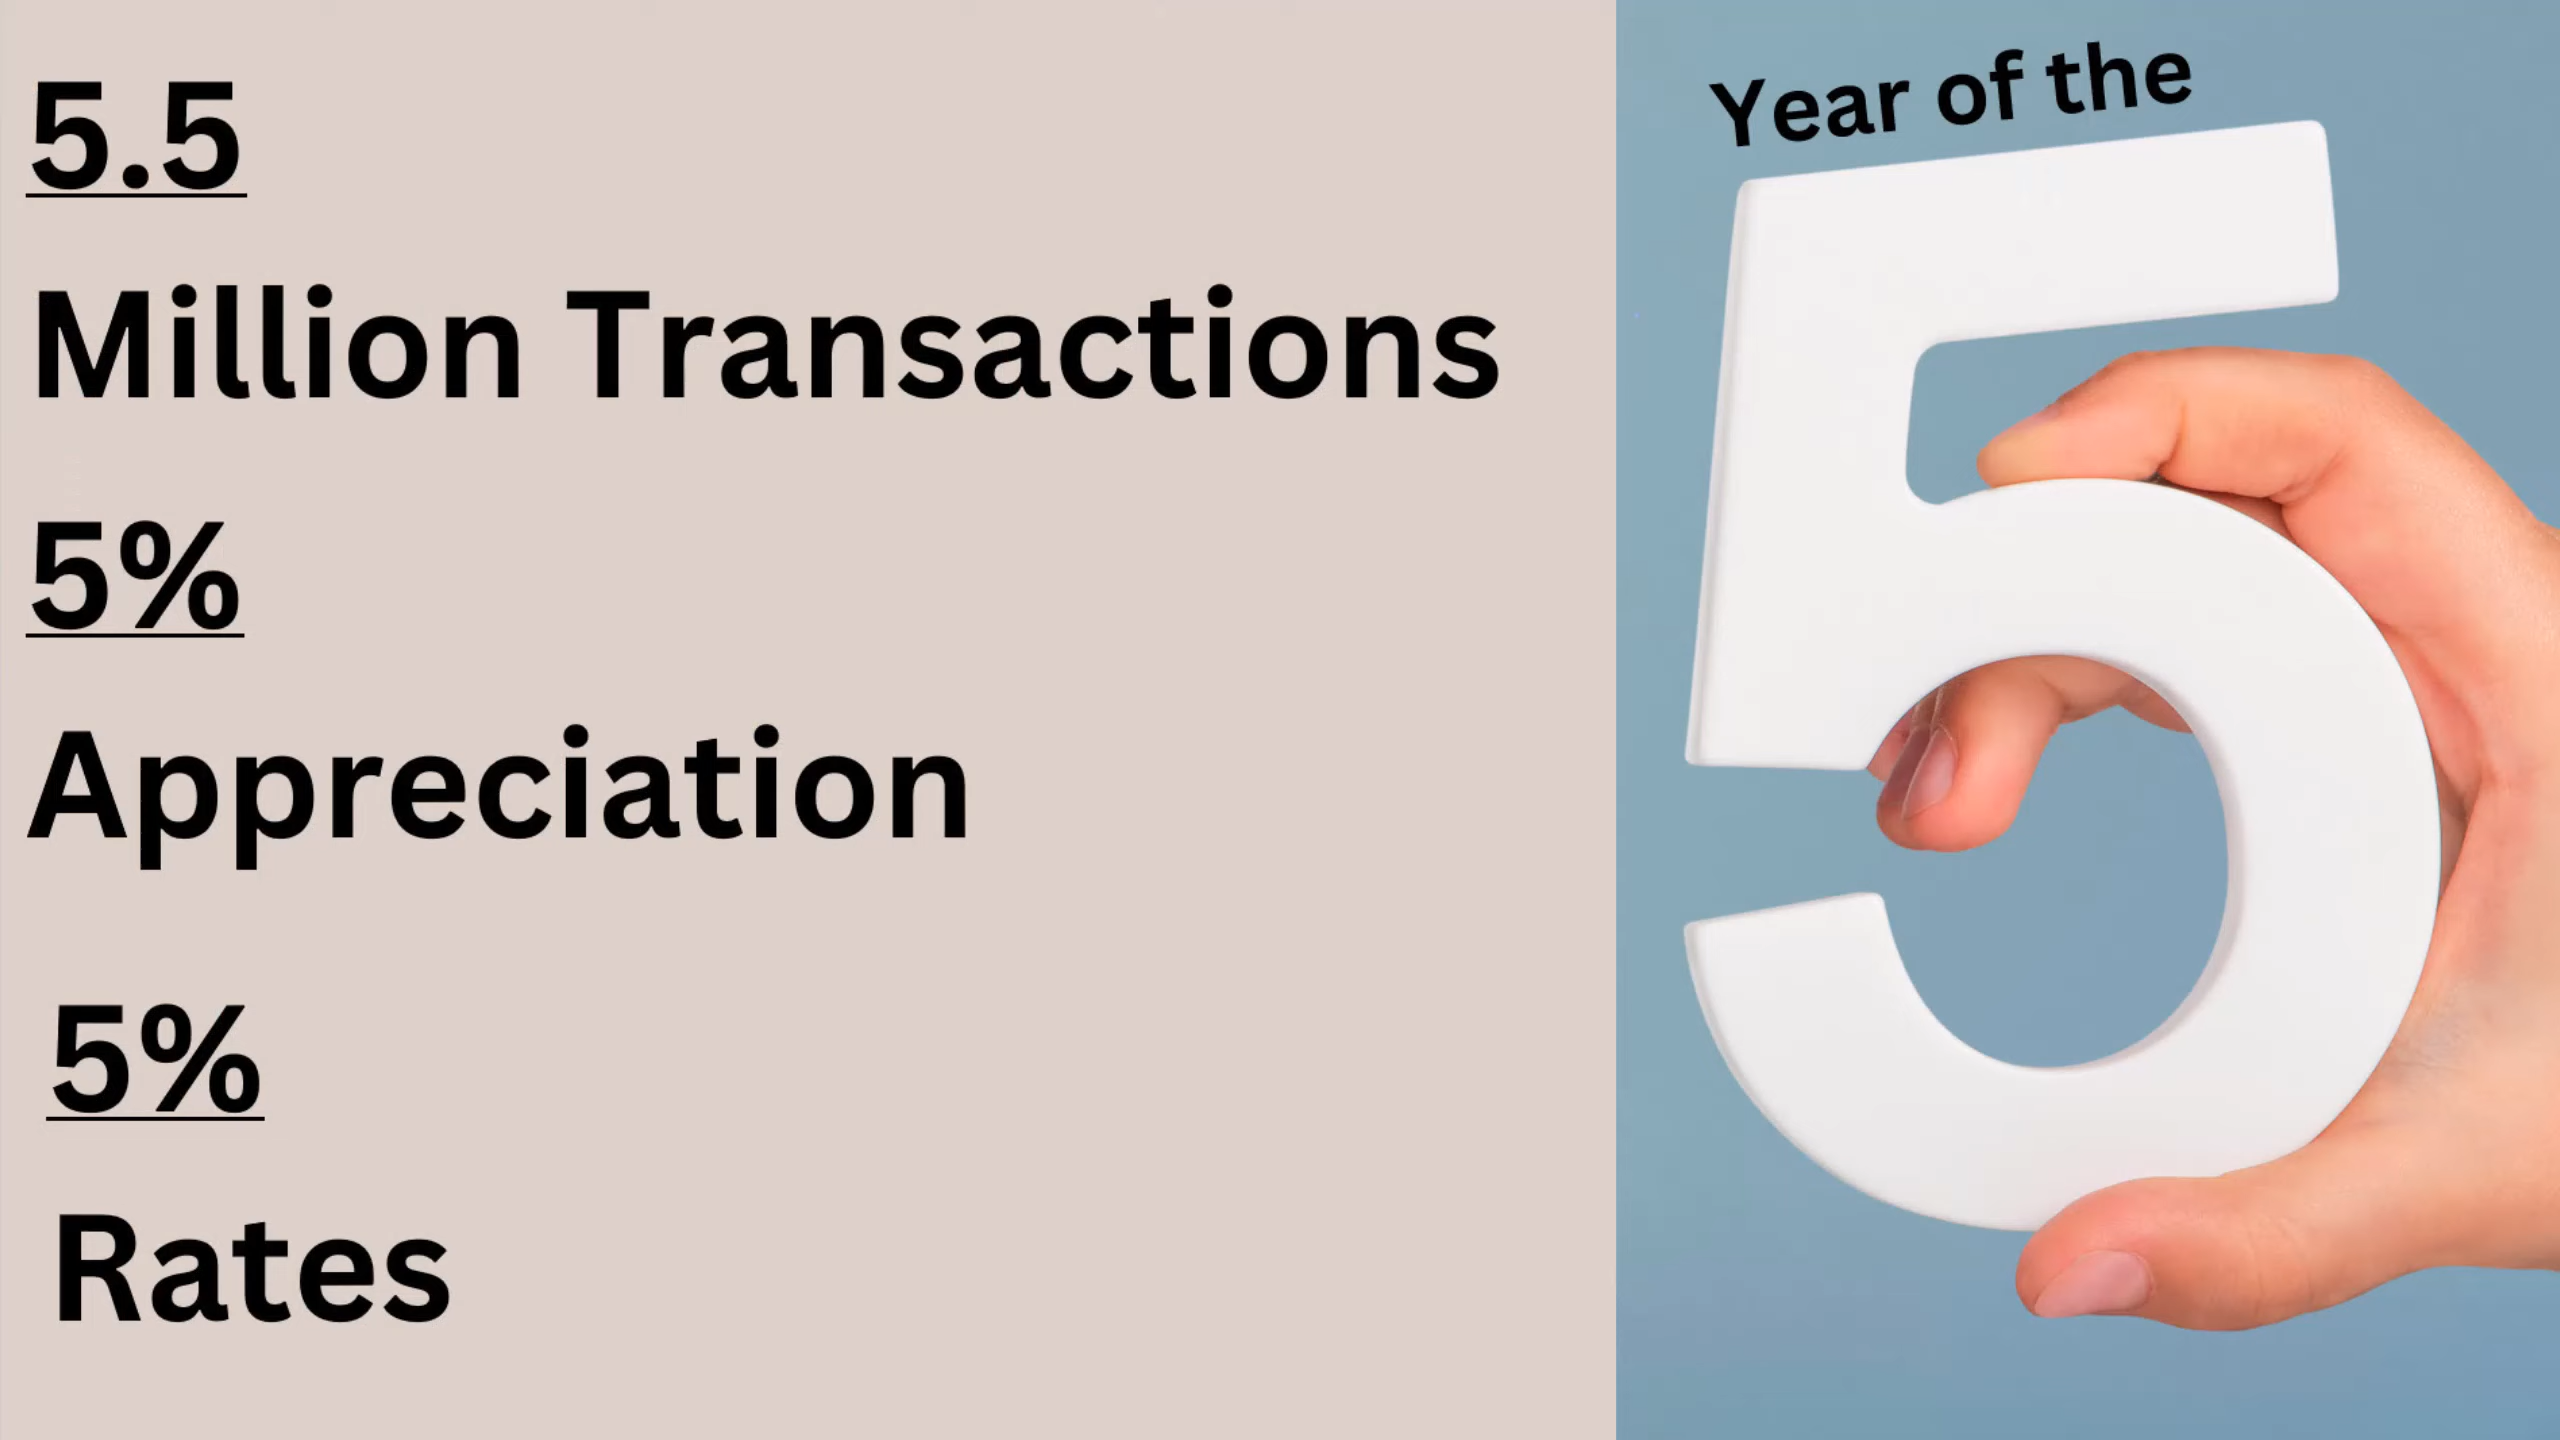 5.5
Million Transactions
5%
Appreciation
5%
Rates
Year of the
5